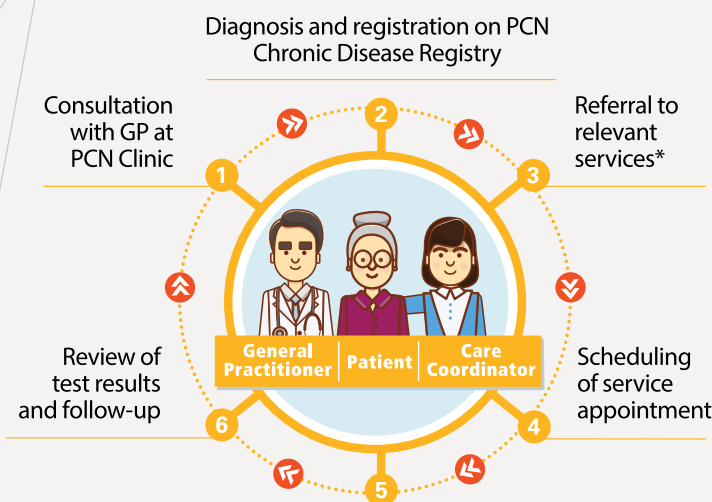 Diagnosis and registration on PCN
Chronic Disease Registry
Consultation
with GP at
PCN Clinic
Referral to
relevant
services*
1
2
3
General
Practitioner
Patient
Care
Coordinator
Review of
test results
and follow-up
Scheduling
of service
appointment
6
4
5